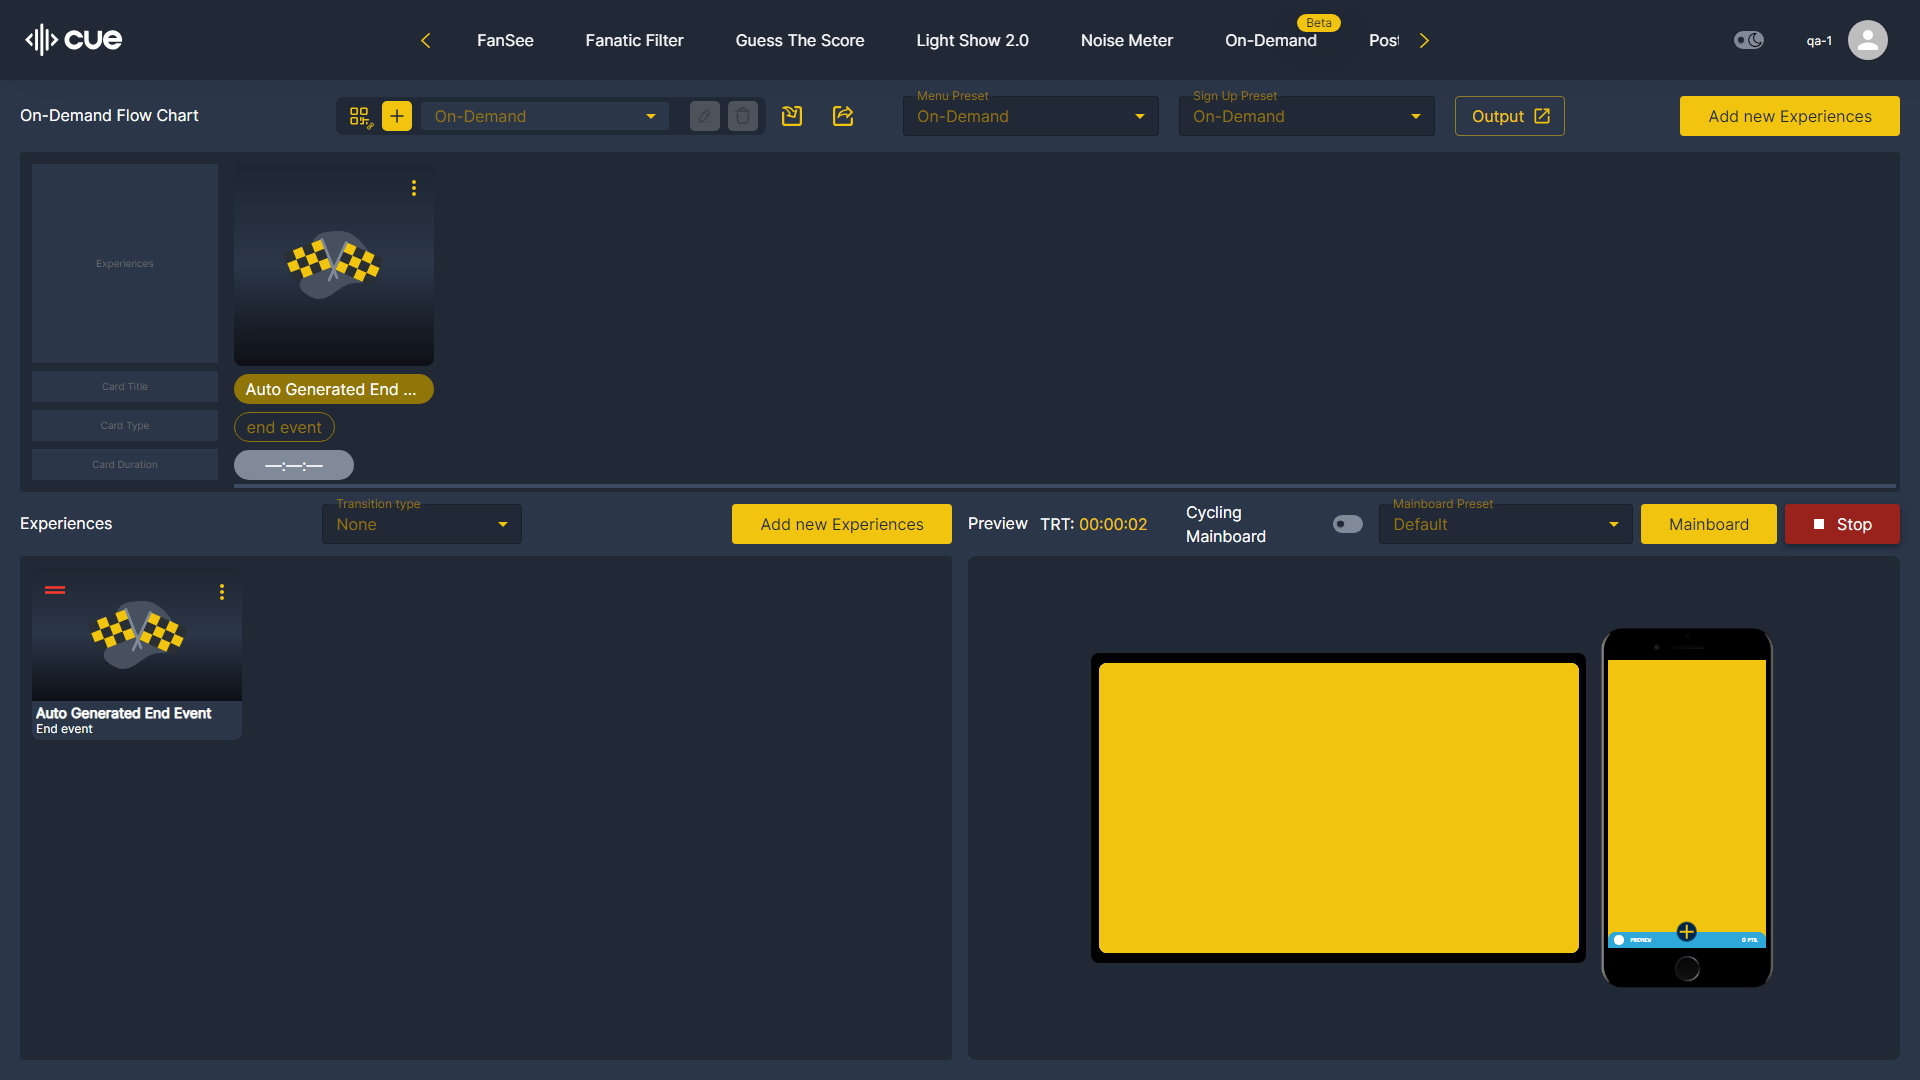 cue
FanSee
Fanatic Filter
Guess The Score
Light Show 2.0
Noise Meter
Beta
On-Demand
Pos
qa-1
On-Demand Flow Chart
On-Demand
Menu Preset
On-Demand
Sign Up Preset
On-Demand
Output
Add new Experiences
Experiences
Card Title
Card Type
Card Duration
Auto Generated End ...
end event
—:—:—
Experiences
Transition type
None
Add new Experiences
Preview
TRT: 00:00:02
Cycling
Mainboard
Mainboard Preset
Default
Mainboard
Stop
Auto Generated End Event
End event
PREVIEW
0 PTS.